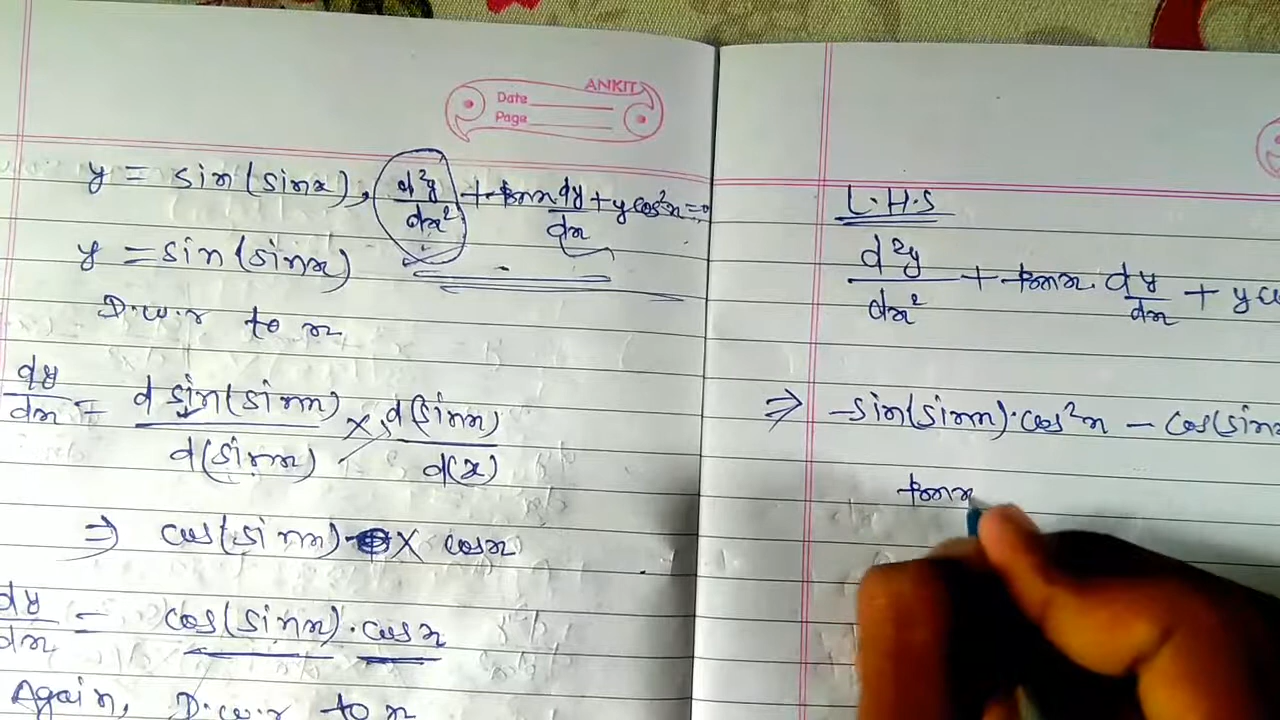 ANKIT
Date
Page
y = sin(sinx), d²y/dx² + tanx dy/dx + ycos²x=0
y = sin(sinx)
D.w.r to x
dy/dx = d sin(sinx)/d(sinx) × d(sinx)/d(x)
⇒ cos(sinx) × cosx
dy/dx = cos(sinx).cosx
Again, D.w.r to x
L.H.S
d²y/dx² + tanx. dy/dx + y
⇒ -sin(sinx).cos²x - cos(sinx
tanx